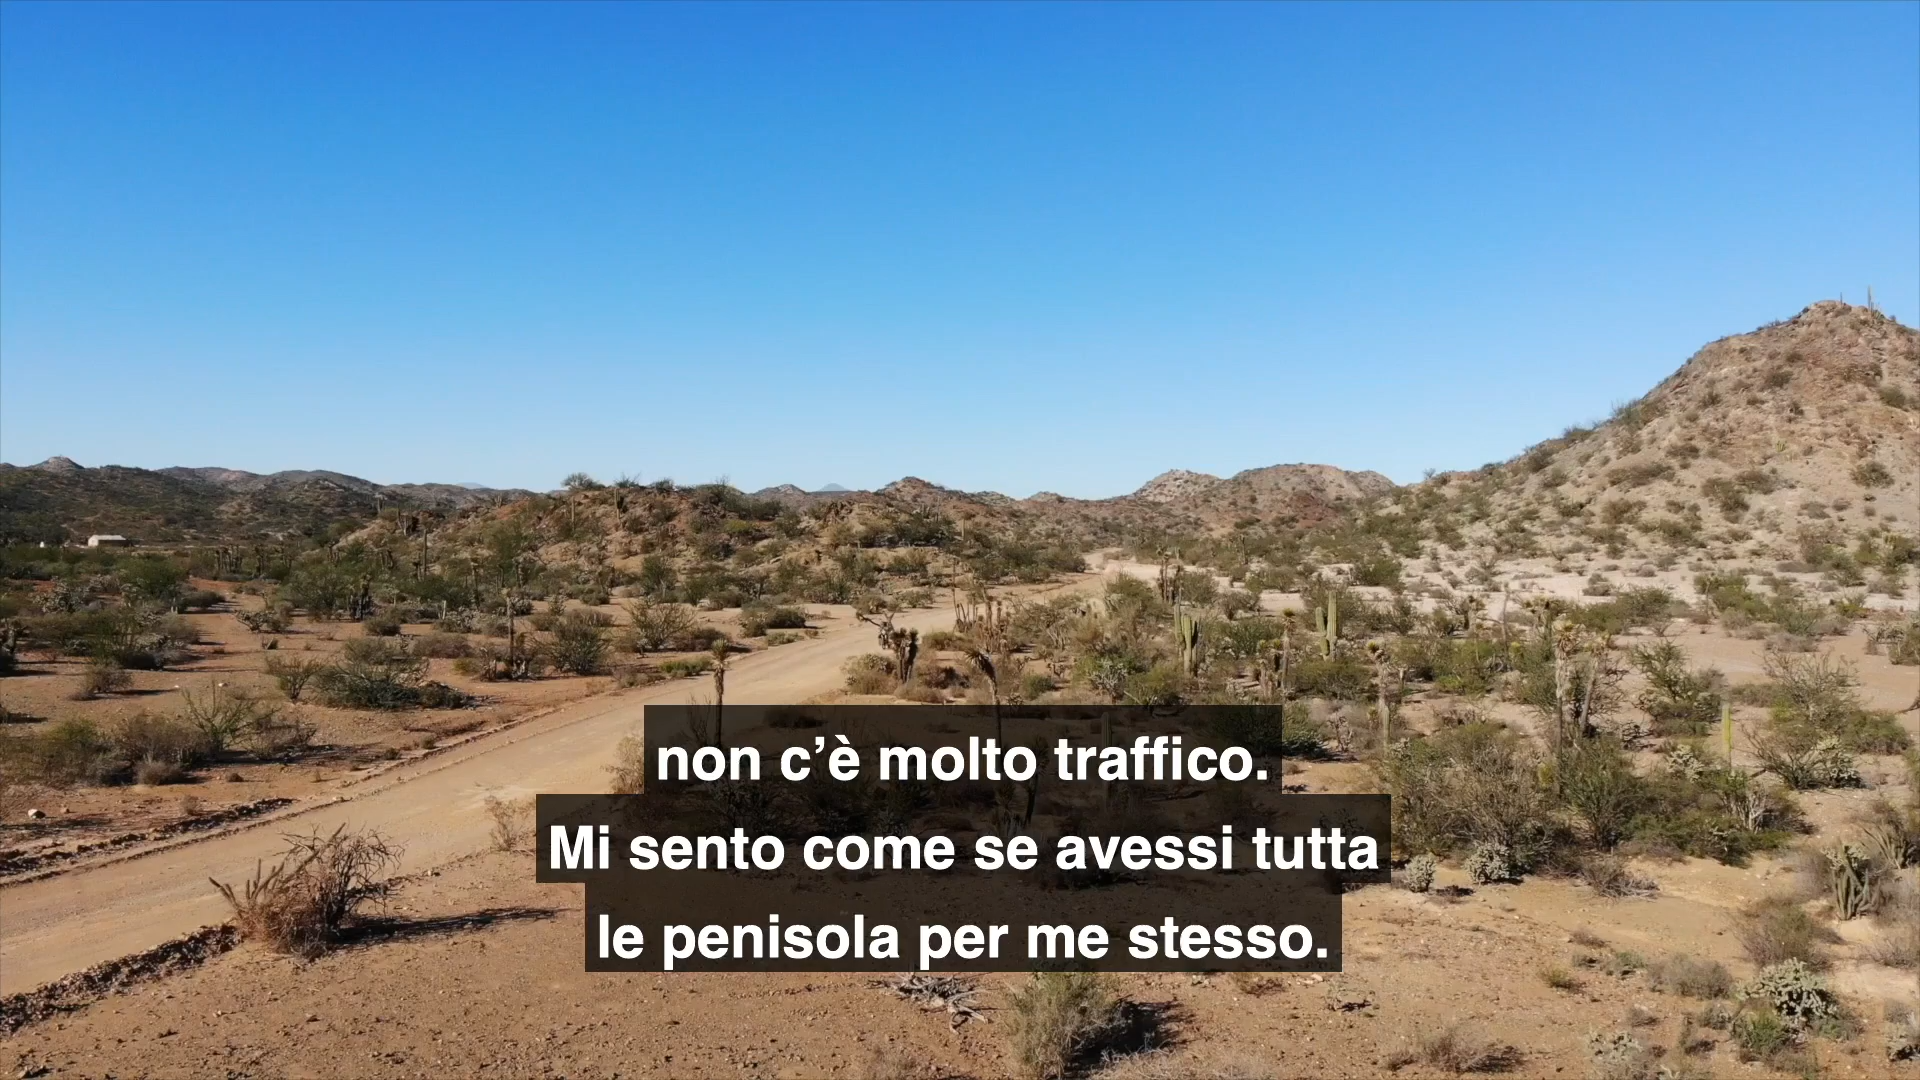 non c’è molto traffico.
Mi sento come se avessi tutta
le penisola per me stesso.